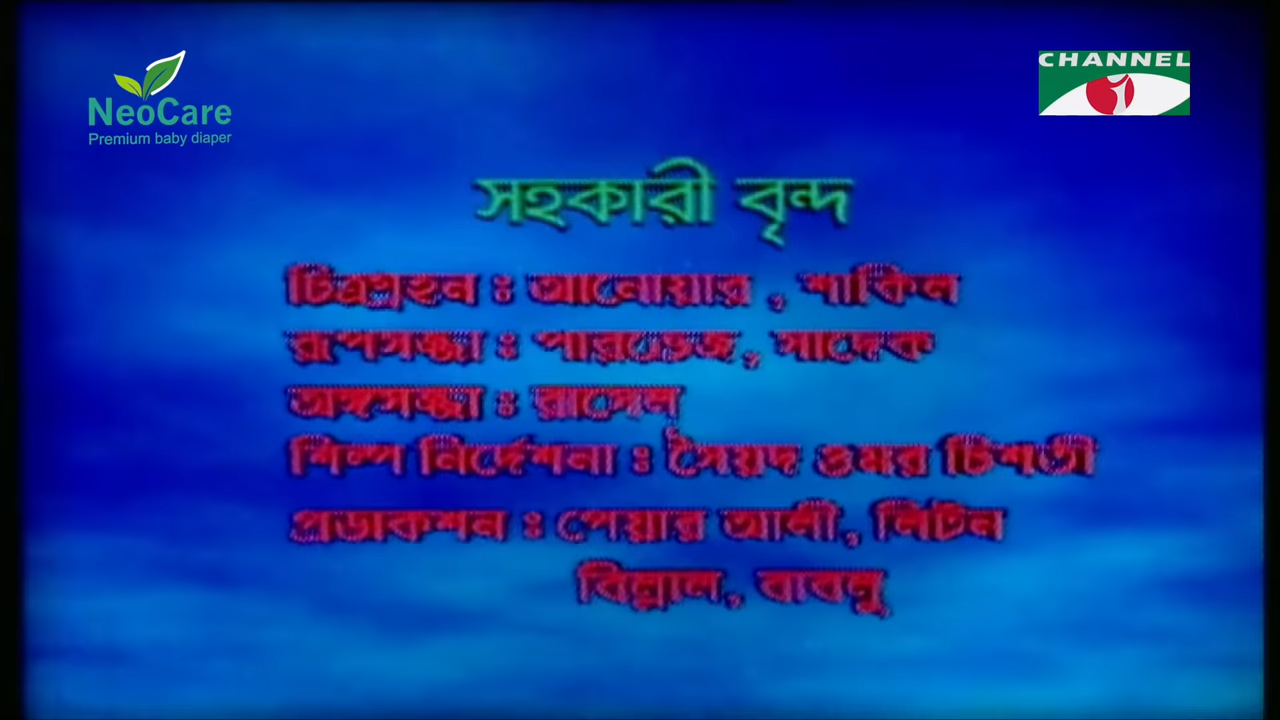 NeoCare
Premium baby diaper
CHANNEL
i
সহকারী বৃন্দ
চিত্রগ্রহন : আনোয়ার , শাকিল
রূপসজ্জা : পারভেজ, সাদেক
অঙ্গসজ্জা : রাসেল
শিল্প নির্দেশনা : সৈয়দ ওমর চিশতী
প্রডাকশন : পেয়ার আলী, লিটন
বিল্লাল, বাবলু